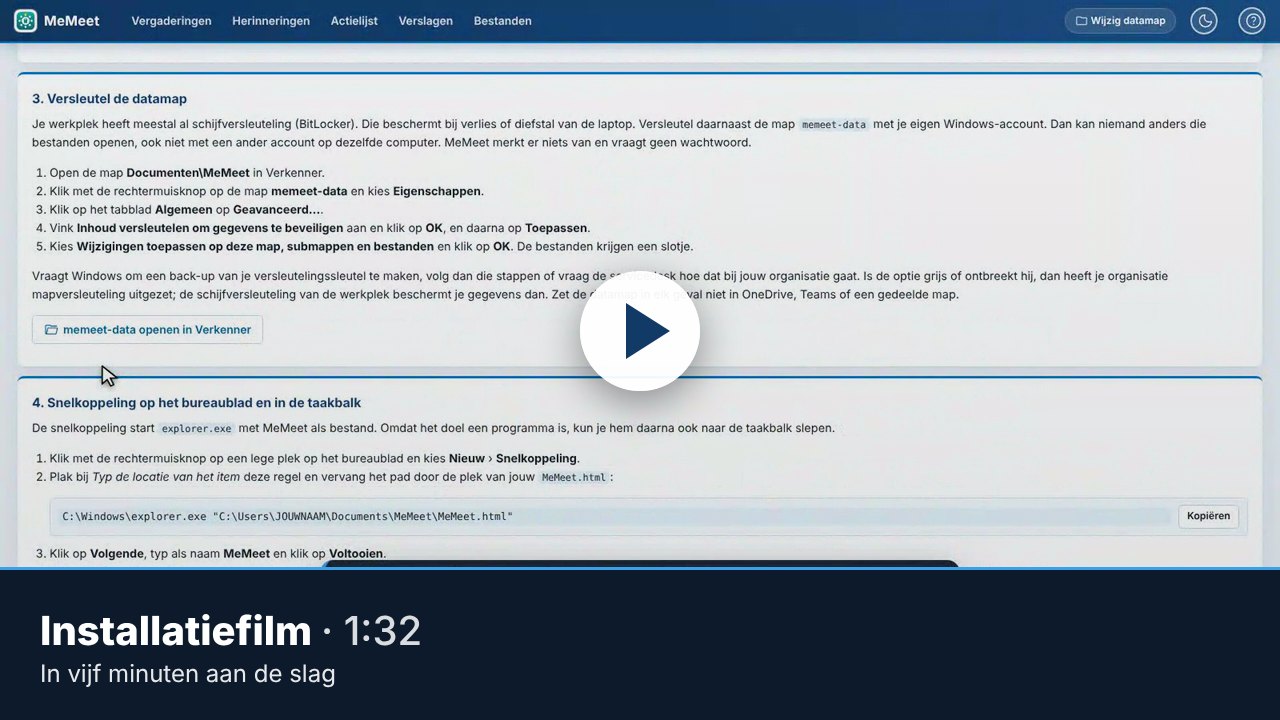 MeMeet Vergaderingen Herinneringen Actielijst Verslagen Bestanden Wijzig datamap
3. Versleutel de datamap
Je werkplek heeft meestal al schijfversleuteling (BitLocker). Die beschermt bij verlies of diefstal van de laptop. Versleutel daarnaast de map memeet-data met je eigen Windows-account. Dan kan niemand anders die
bestanden openen, ook niet met een ander account op dezelfde computer. MeMeet merkt er niets van en vraagt geen wachtwoord.
1. Open de map Documenten\MeMeet in Verkenner.
2. Klik met de rechtermuisknop op de map memeet-data en kies Eigenschappen.
3. Klik op het tabblad Algemeen op Geavanceerd....
4. Vink Inhoud versleutelen om gegevens te beveiligen aan en klik op OK, en daarna op Toepassen.
5. Kies Wijzigingen toepassen op deze map, submappen en bestanden en klik op OK. De bestanden krijgen een slotje.
Vraagt Windows om een back-up van je versleutelingssleutel te maken, volg dan die stappen of vraag de hoe dat bij jouw organisatie gaat. Is de optie grijs of ontbreekt hij, dan heeft je organisatie
mapversleuteling uitgezet; de schijfversleuteling van de werkplek beschermt je gegevens dan. Zet de niet in OneDrive, Teams of een gedeelde map.
memeet-data openen in Verkenner
4. Snelkoppeling op het bureaublad en in de taakbalk
De snelkoppeling start explorer.exe met MeMeet als bestand. Omdat het doel een programma is, kun je hem daarna ook naar de taakbalk slepen.
1. Klik met de rechtermuisknop op een lege plek op het bureaublad en kies Nieuw › Snelkoppeling.
2. Plak bij Typ de locatie van het item deze regel en vervang het pad door de plek van jouw MeMeet.html :
C:\Windows\explorer.exe "C:\Users\JOUWNAAM\Documents\MeMeet\MeMeet.html" Kopiëren
3. Klik op Volgende, typ als naam MeMeet en klik op Voltooien.
Installatiefilm · 1:32
In vijf minuten aan de slag